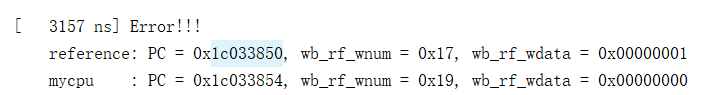 [   3157 ns] Error!!!
reference: PC = 0x1c033850, wb_rf_wnum = 0x17, wb_rf_wdata = 0x00000001
mycpu    : PC = 0x1c033854, wb_rf_wnum = 0x19, wb_rf_wdata = 0x00000000